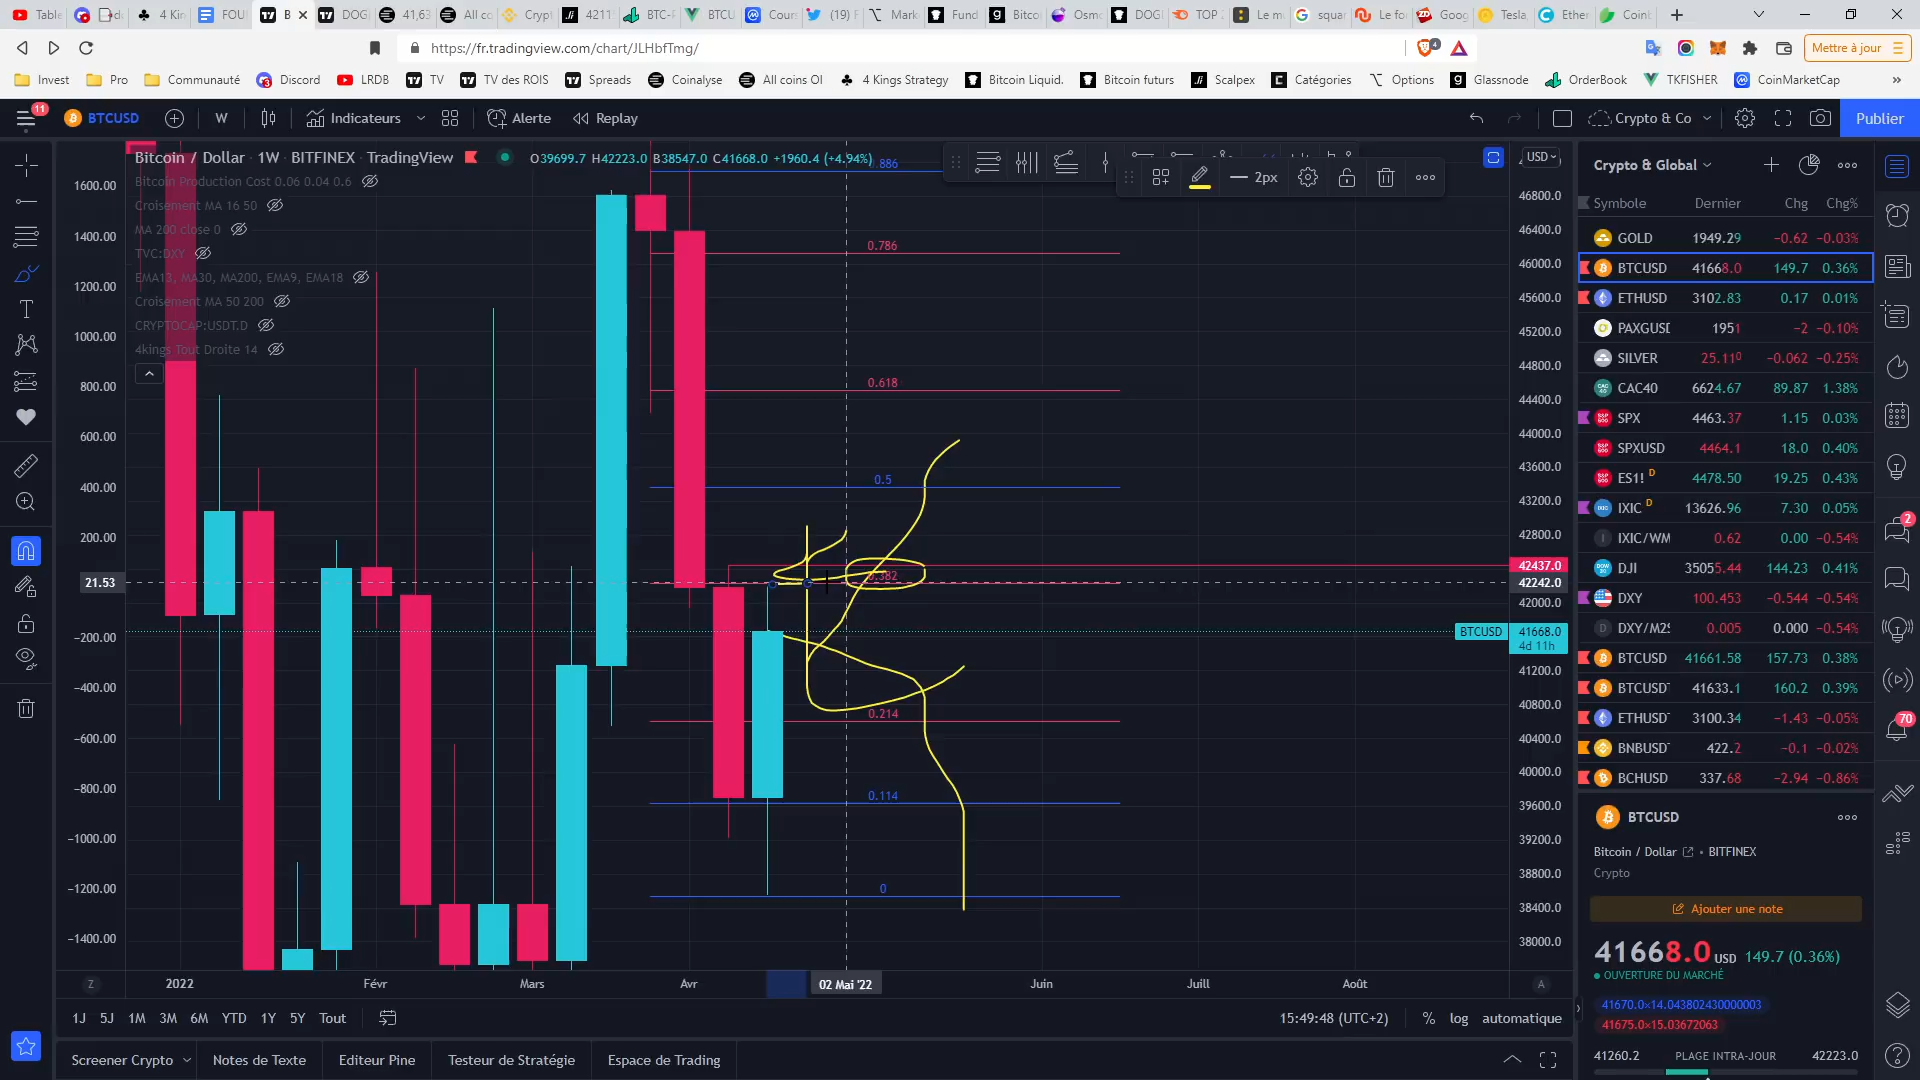 Table
4 Kin
FOU
DOG
41,63
All co
Crypt
4211
BTC-F
BTCU
Cours
(19) F
Mark
Fund
Bitco
Osmo
DOG
TOP
Le m
squar
Le fo
Goog
Tesla,
Ether
Coinb
https://fr.tradingview.com/chart/JLHbfTmg/
4
Mettre à jour
Invest Pro Communauté Discord LRDB TV TV des ROIS Spreads Coinalyse All coins OI 4 Kings Strategy Bitcoin Liquid. Bitcoin futurs Scalpex Catégories Options Glassnode OrderBook TKFISHER CoinMarketCap »
11
BTCUSD W Indicateurs Alerte Replay Crypto & Co Publier
Bitcoin / Dollar · 1W · BITFINEX · TradingView O39699.7 H42223.0 B38547.0 C41668.0 +1960.4 (+4.94%)
Bitcoin Production Cost 0.06 0.04 0.6
Croisement MA 16 50
MA 200 close 0
TVC:DXY
EMA13, MA30, MA200, EMA9, EMA18
Croisement MA 50 200
CRYPTOCAP:USDT.D
4kings Tout Droite 14
2px
USD
1600.00
1400.00
1200.00
1000.00
800.00
600.00
400.00
200.00
21.53
−200.00
−400.00
−600.00
−800.00
−1000.00
−1200.00
−1400.00
.886
0.786
0.618
0.5
0.382
0.214
0.114
0
46800.0
46400.0
46000.0
45600.0
45200.0
44800.0
44400.0
44000.0
43600.0
43200.0
42800.0
42437.0
42242.0
42000.0
BTCUSD 41668.0
4d 11h
41200.0
40800.0
40400.0
40000.0
39600.0
39200.0
38800.0
38400.0
38000.0
Z 2022 Févr Mars Avr 02 Mai '22 Juin Juill Août A
1J 5J 1M 3M 6M YTD 1Y 5Y Tout 15:49:48 (UTC+2) % log automatique
Screener Crypto Notes de Texte Editeur Pine Testeur de Stratégie Espace de Trading
Crypto & Global
Symbole Dernier Chg Chg%
GOLD 1949.29 −0.62 −0.03%
BTCUSD 41668.0 149.7 0.36%
ETHUSD 3102.83 0.17 0.01%
PAXGUSD 1951 −2 −0.10%
SILVER 25.110 −0.062 −0.25%
CAC40 6624.67 89.87 1.38%
SPX 4463.37 1.15 0.03%
SPXUSD 4464.1 18.0 0.40%
ES1! D 4478.50 19.25 0.43%
IXIC D 13626.96 7.30 0.05%
IXIC/WM 0.62 0.00 −0.54%
DJI 35055.44 144.23 0.41%
DXY 100.453 −0.544 −0.54%
DXY/M2S 0.005 0.000 −0.54%
BTCUSD 41661.58 157.73 0.38%
BTCUSDT 41633.1 160.2 0.39%
ETHUSDT 3100.34 −1.43 −0.05%
BNBUSDT 422.2 −0.1 −0.02%
BCHUSD 337.68 −2.94 −0.86%
BTCUSD
Bitcoin / Dollar • BITFINEX
Crypto
Ajouter une note
41668.0 USD 149.7 (0.36%)
OUVERTURE DU MARCHÉ
41670.0×14.043802430000003
41675.0×15.03672063
41260.2 PLAGE INTRA-JOUR 42223.0
2
70